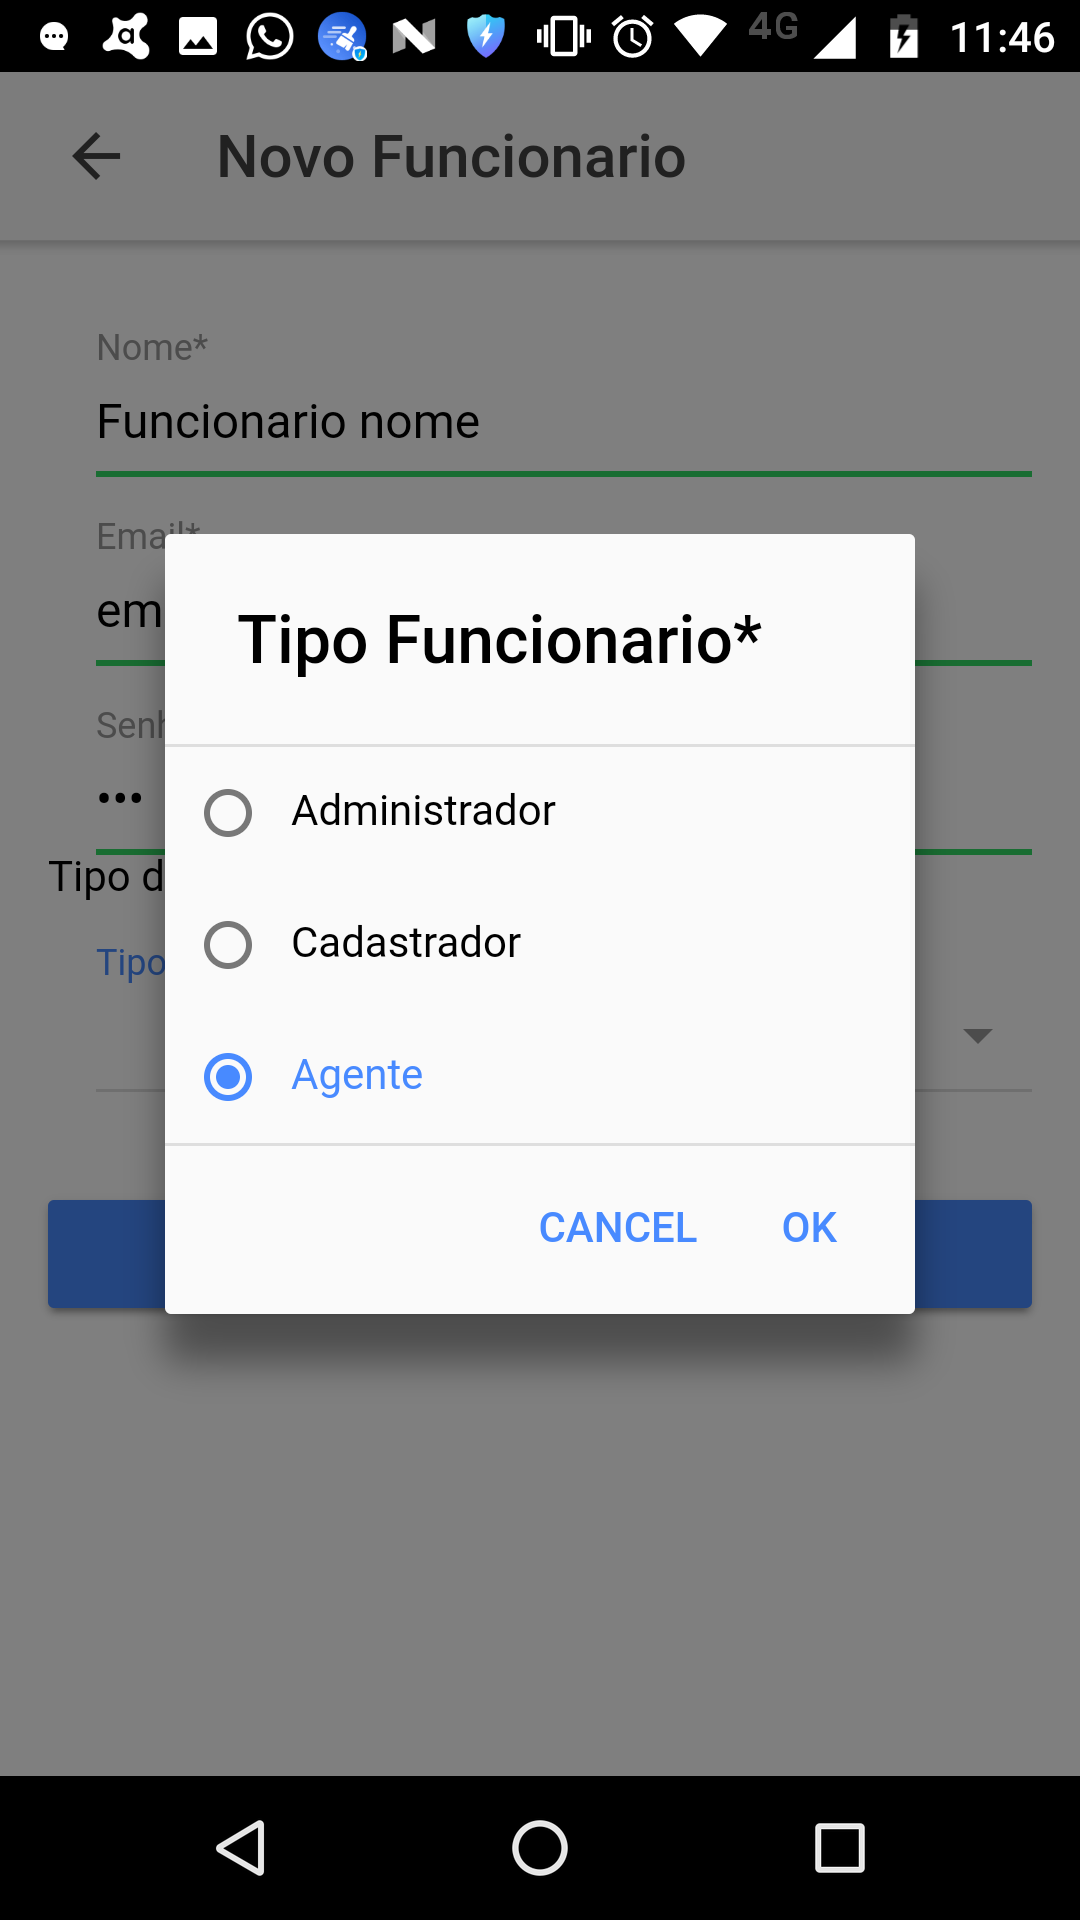 4G 11:46
Novo Funcionario
Nome*
Funcionario nome
Email*
em
Senh
•••
Tipo d
Tipo
Tipo Funcionario*
Administrador
Cadastrador
Agente
CANCEL OK